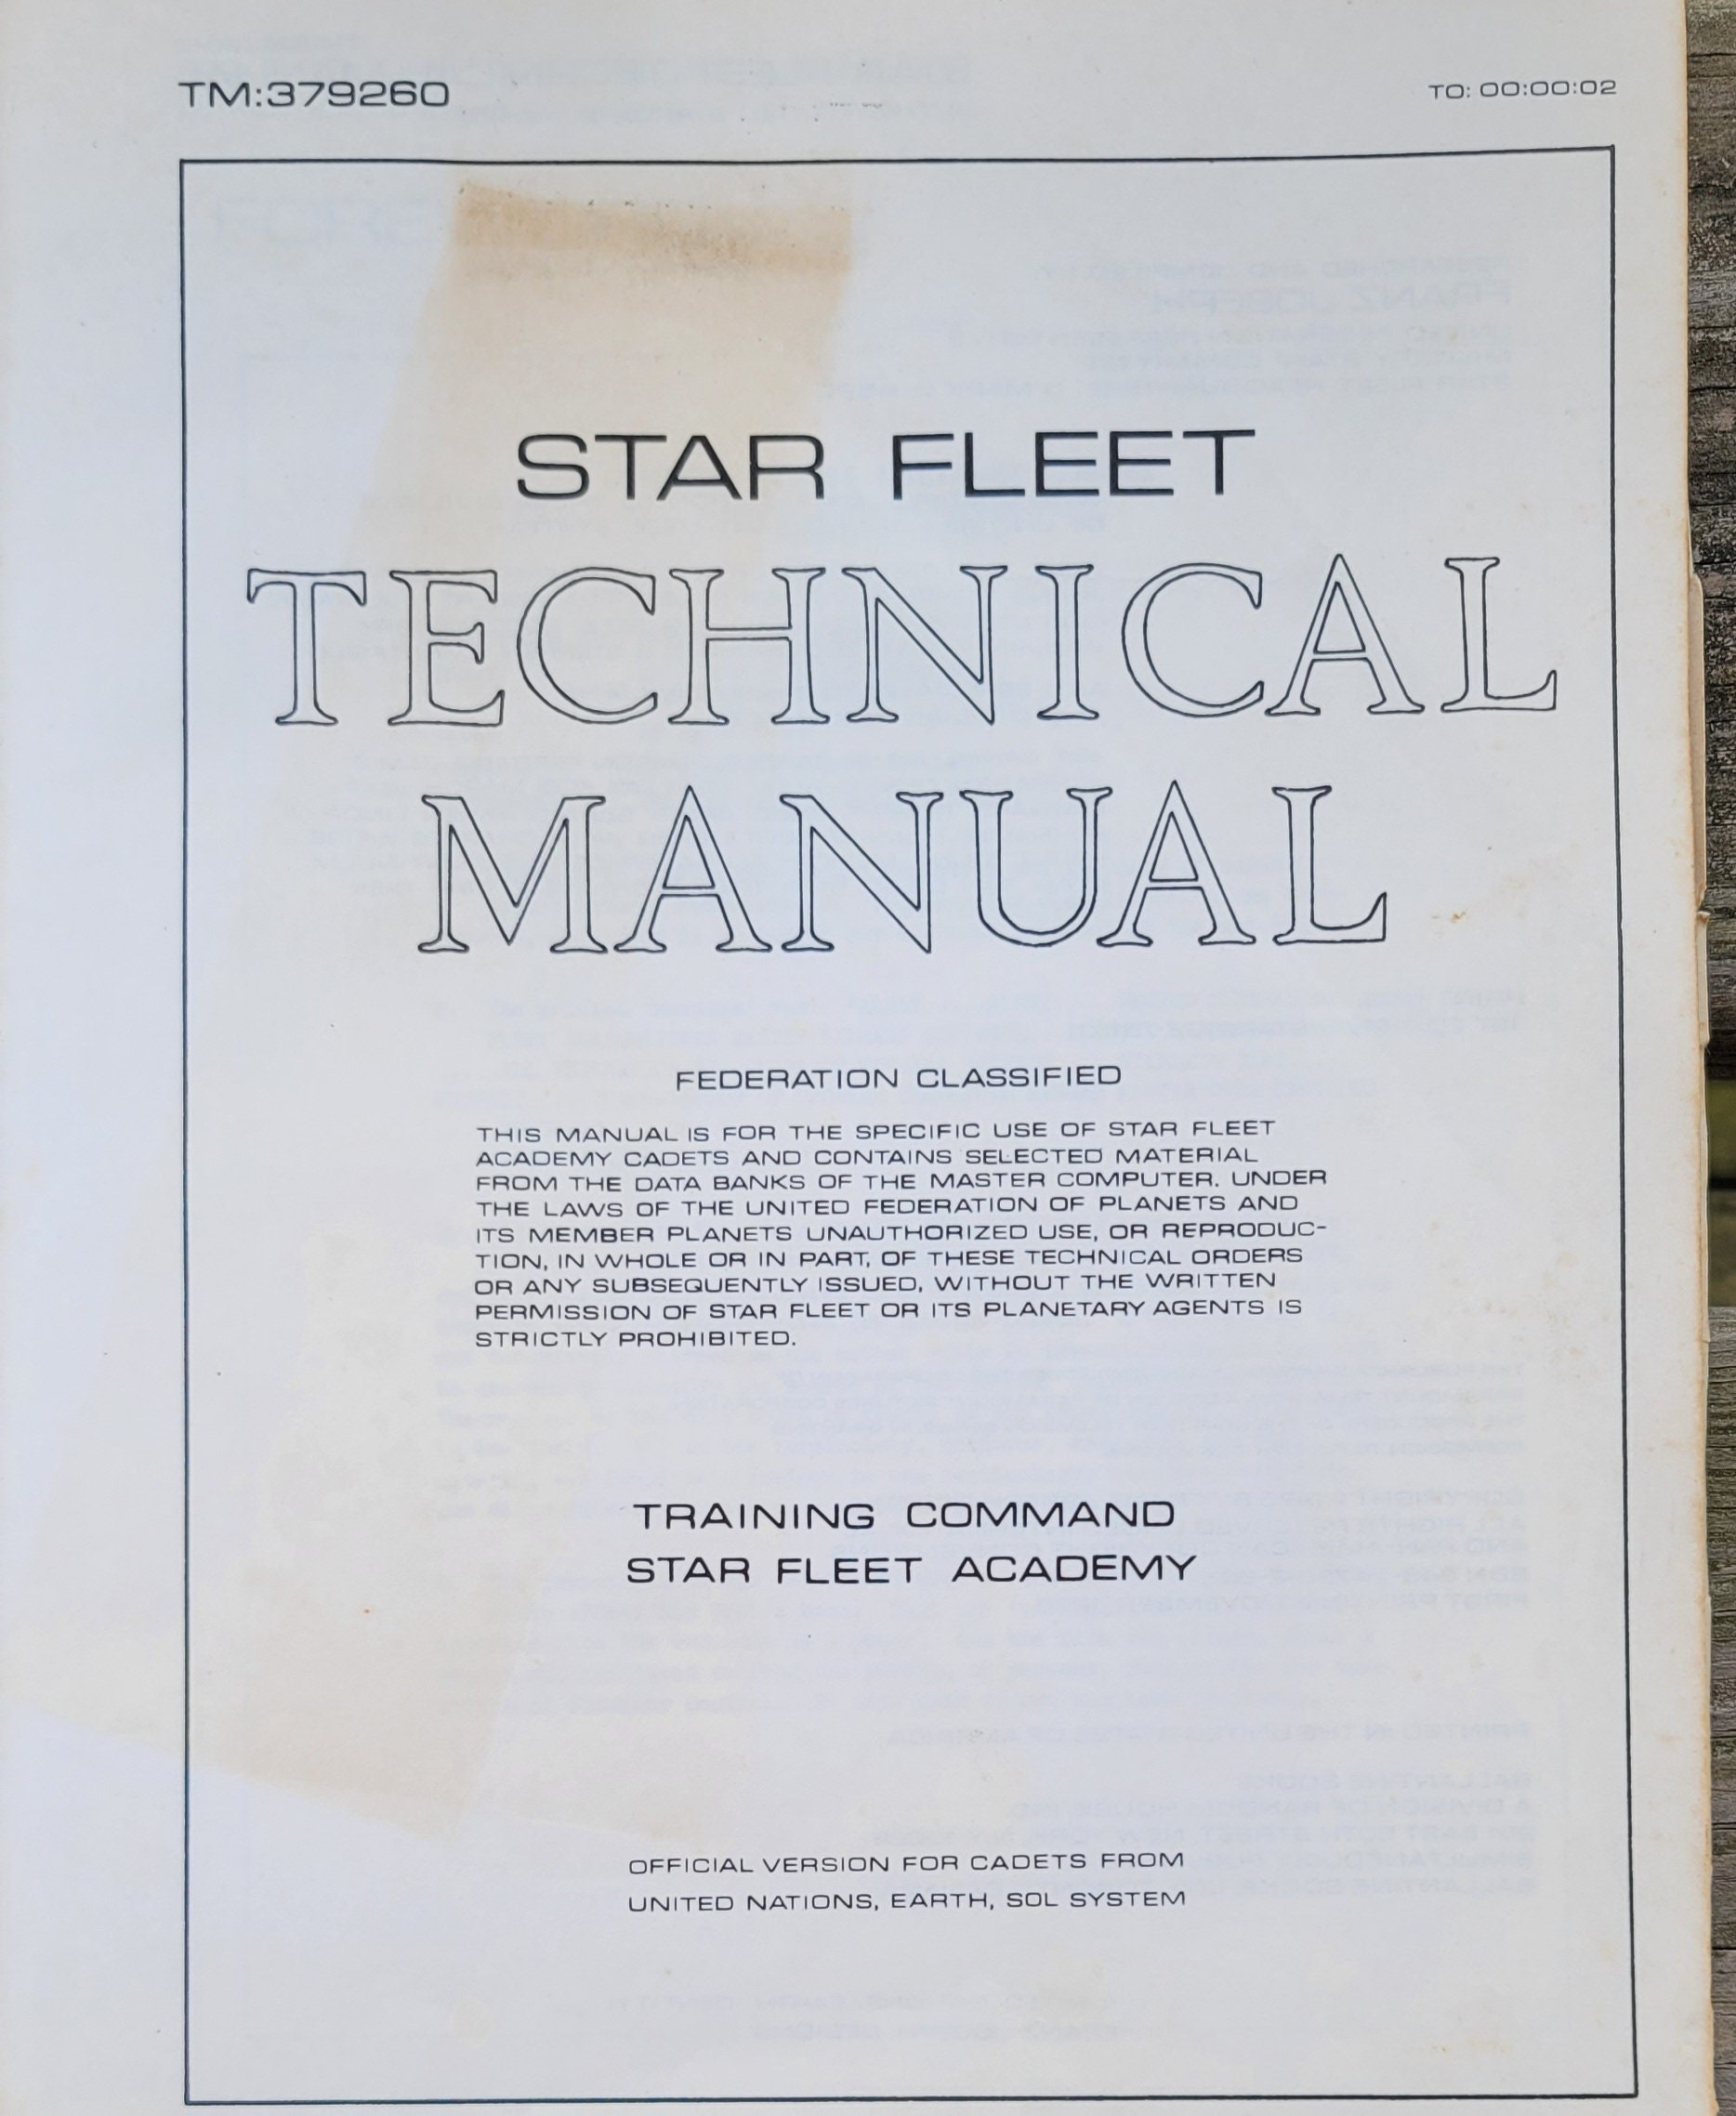 TM:379260
TO: 00:00:02
STAR FLEET
TECHNICAL
MANUAL
FEDERATION CLASSIFIED
THIS MANUAL IS FOR THE SPECIFIC USE OF STAR FLEET
ACADEMY CADETS AND CONTAINS SELECTED MATERIAL
FROM THE DATA BANKS OF THE MASTER COMPUTER. UNDER
THE LAWS OF THE UNITED FEDERATION OF PLANETS AND
ITS MEMBER PLANETS UNAUTHORIZED USE, OR REPRODUC-
TION, IN WHOLE OR IN PART, OF THESE TECHNICAL ORDERS
OR ANY SUBSEQUENTLY ISSUED, WITHOUT THE WRITTEN
PERMISSION OF STAR FLEET OR ITS PLANETARY AGENTS IS
STRICTLY PROHIBITED.
TRAINING COMMAND
STAR FLEET ACADEMY
OFFICIAL VERSION FOR CADETS FROM
UNITED NATIONS, EARTH, SOL SYSTEM